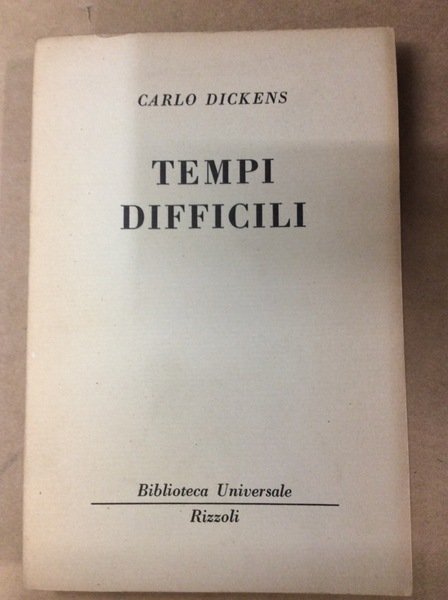 CARLO DICKENS
TEMPI
DIFFICILI
Biblioteca Universale
Rizzoli